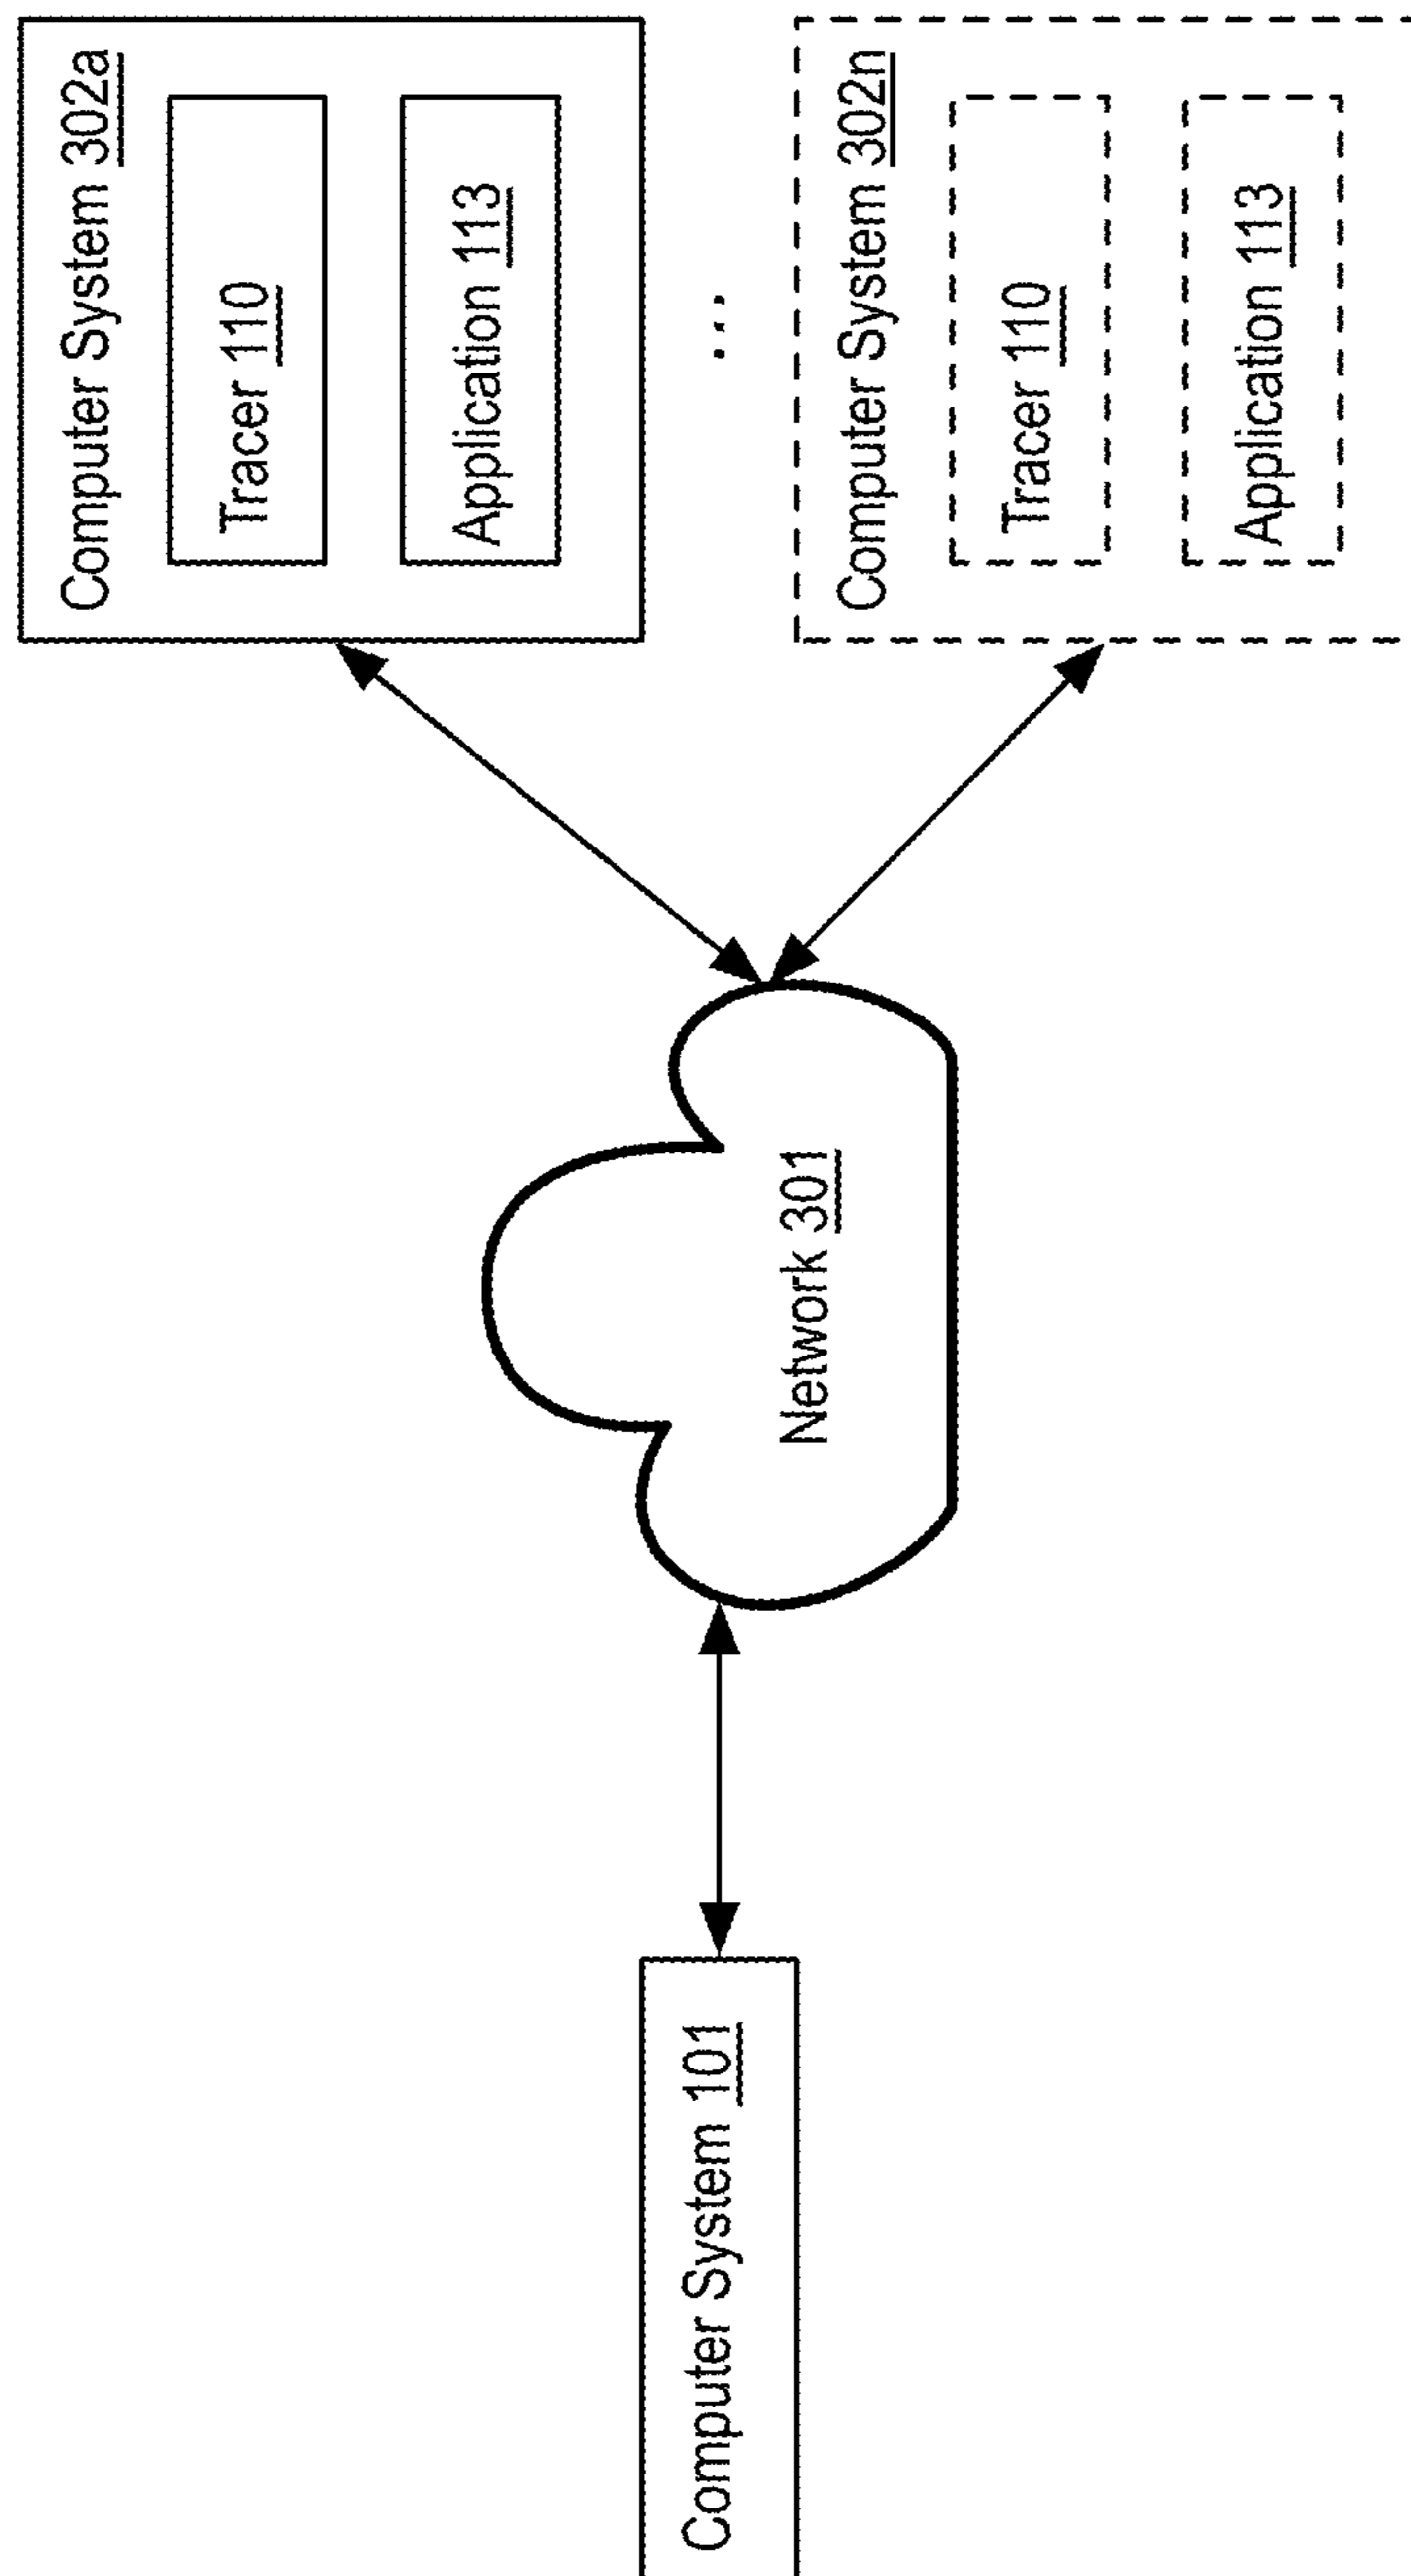 Computer System 101
Network 301
Computer System 302a
Tracer 110
Application 113
...
Computer System 302n
Tracer 110
Application 113